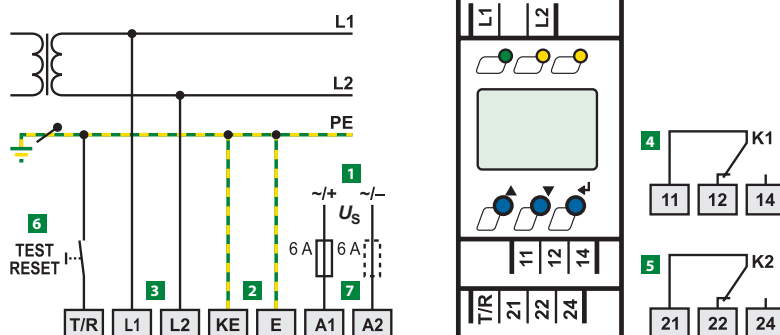 L1
L2
PE
1
~/+ ~/–
US
6 A 6 A
6
TEST
RESET
3 2 7
T/R L1 L2 KE E A1 A2
L1 L2
11 12 14
T/R 21 22 24
4 K1
11 12 14
5 K2
21 22 24